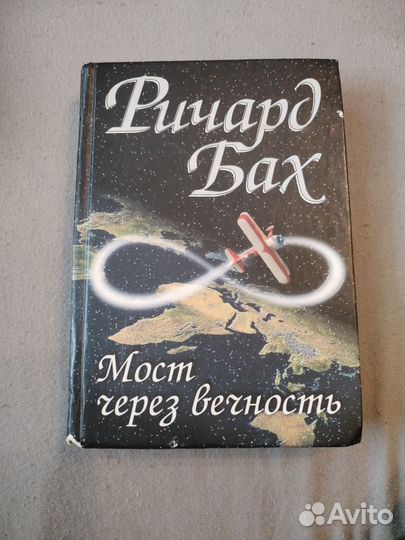 Ричард
Бах
Мост
через вечность
Avito